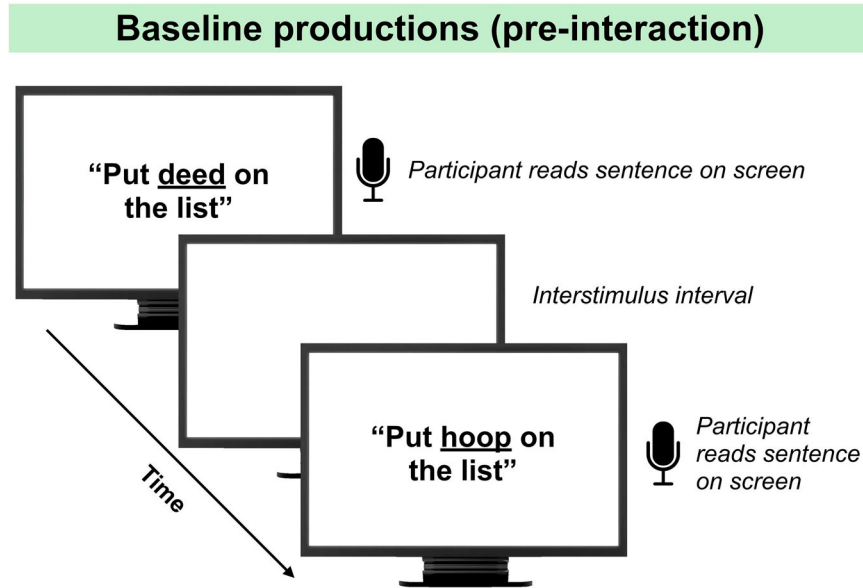 Baseline productions (pre-interaction)
“Put deed on
the list”
Participant reads sentence on screen
Interstimulus interval
“Put hoop on
the list”
Participant
reads sentence
on screen
Time